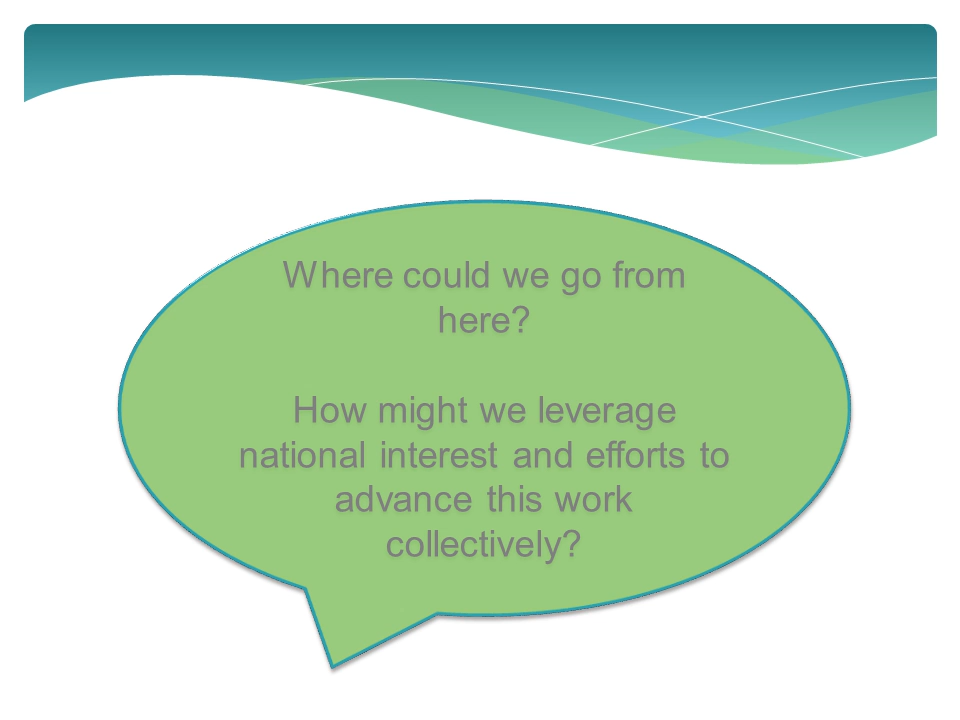 Where could we go from
here?
How might we leverage
national interest and efforts to
advance this work
collectively?